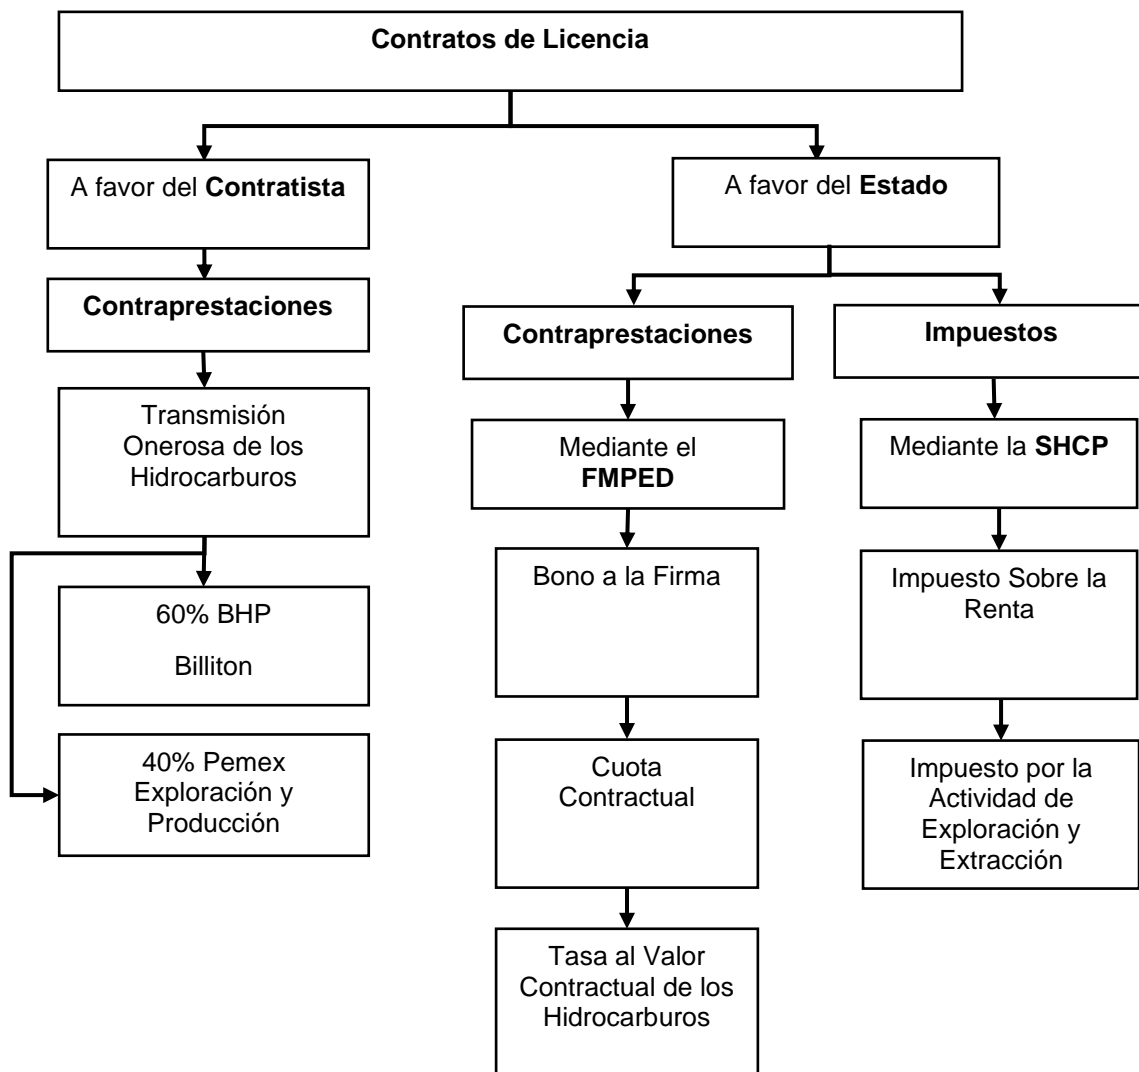 Contratos de Licencia
A favor del Contratista
Contraprestaciones
Transmisión
Onerosa de los
Hidrocarburos
60% BHP
Billiton
40% Pemex
Exploración y
Producción
A favor del Estado
Contraprestaciones
Mediante el
FMPED
Bono a la Firma
Cuota
Contractual
Tasa al Valor
Contractual de los
Hidrocarburos
Impuestos
Mediante la SHCP
Impuesto Sobre la
Renta
Impuesto por la
Actividad de
Exploración y
Extracción